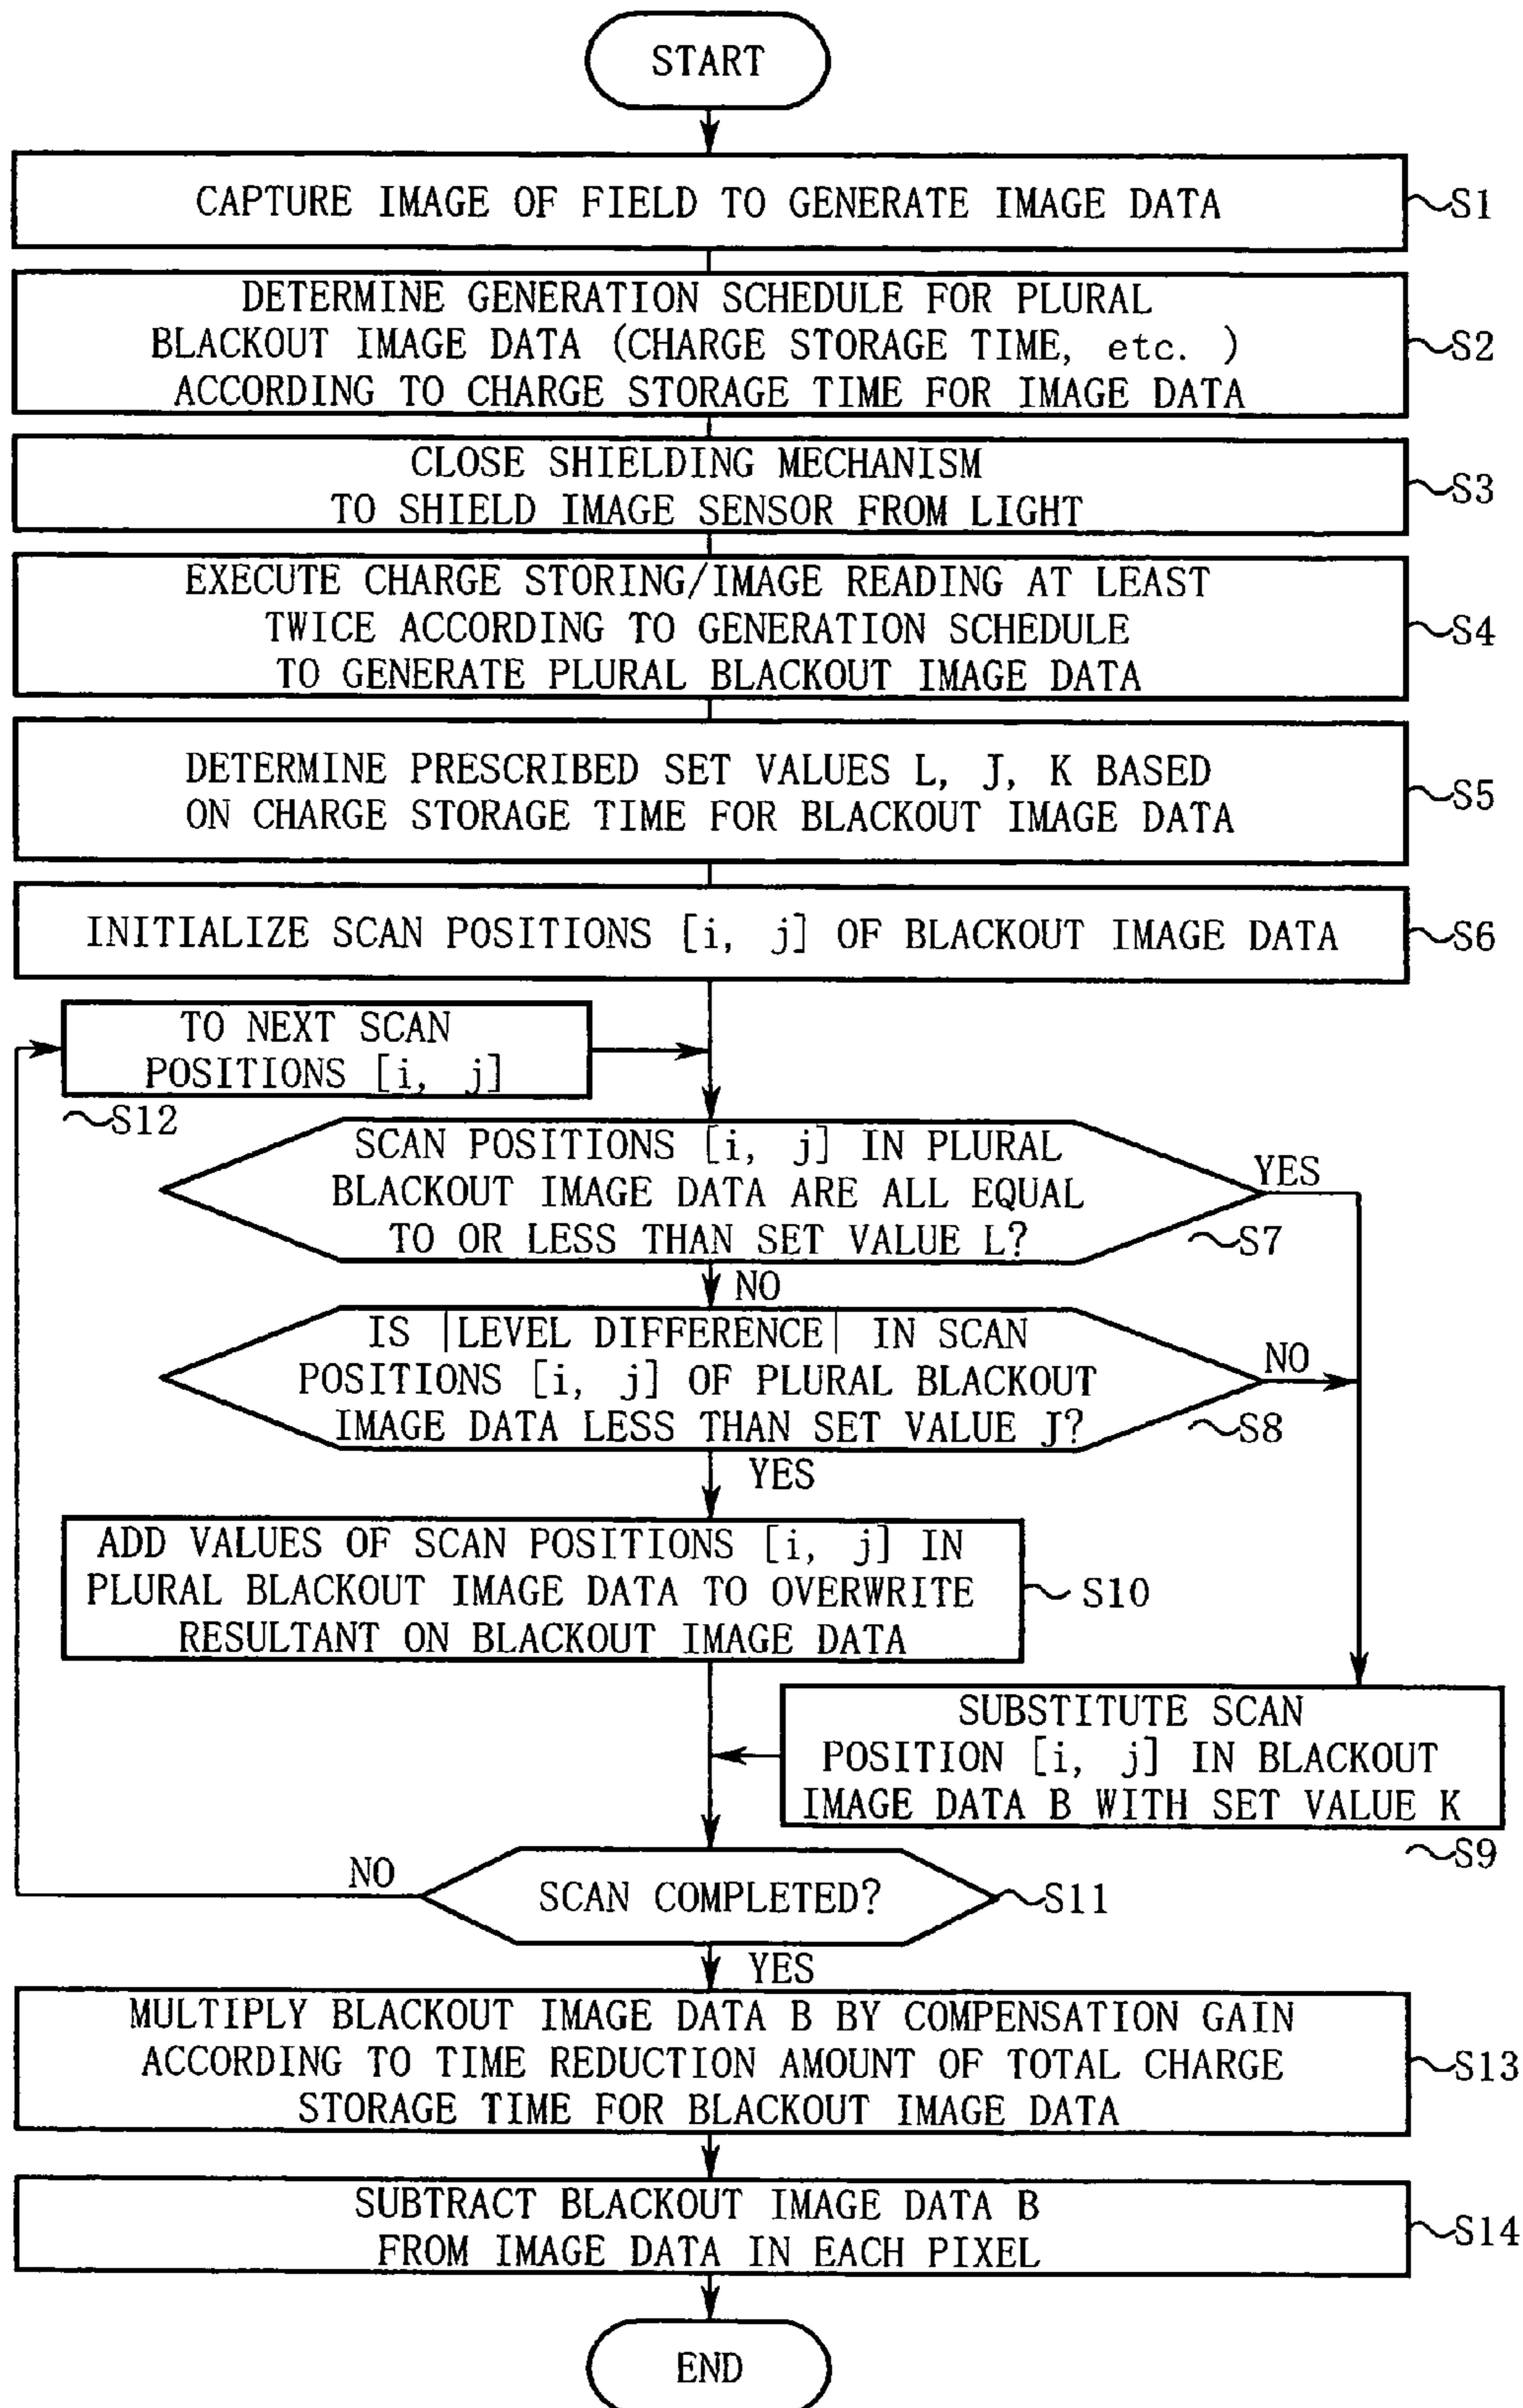 START
CAPTURE IMAGE OF FIELD TO GENERATE IMAGE DATA
S1
DETERMINE GENERATION SCHEDULE FOR PLURAL
BLACKOUT IMAGE DATA (CHARGE STORAGE TIME, etc. )
ACCORDING TO CHARGE STORAGE TIME FOR IMAGE DATA
S2
CLOSE SHIELDING MECHANISM
TO SHIELD IMAGE SENSOR FROM LIGHT
S3
EXECUTE CHARGE STORING/IMAGE READING AT LEAST
TWICE ACCORDING TO GENERATION SCHEDULE
TO GENERATE PLURAL BLACKOUT IMAGE DATA
S4
DETERMINE PRESCRIBED SET VALUES L, J, K BASED
ON CHARGE STORAGE TIME FOR BLACKOUT IMAGE DATA
S5
INITIALIZE SCAN POSITIONS [i, j] OF BLACKOUT IMAGE DATA
S6
TO NEXT SCAN
POSITIONS [i, j]
S12
SCAN POSITIONS [i, j] IN PLURAL
BLACKOUT IMAGE DATA ARE ALL EQUAL
TO OR LESS THAN SET VALUE L?
YES
S7
NO
IS |LEVEL DIFFERENCE| IN SCAN
POSITIONS [i, j] OF PLURAL BLACKOUT
IMAGE DATA LESS THAN SET VALUE J?
NO
S8
YES
ADD VALUES OF SCAN POSITIONS [i, j] IN
PLURAL BLACKOUT IMAGE DATA TO OVERWRITE
RESULTANT ON BLACKOUT IMAGE DATA
S10
SUBSTITUTE SCAN
POSITION [i, j] IN BLACKOUT
IMAGE DATA B WITH SET VALUE K
S9
NO
SCAN COMPLETED?
S11
YES
MULTIPLY BLACKOUT IMAGE DATA B BY COMPENSATION GAIN
ACCORDING TO TIME REDUCTION AMOUNT OF TOTAL CHARGE
STORAGE TIME FOR BLACKOUT IMAGE DATA
S13
SUBTRACT BLACKOUT IMAGE DATA B
FROM IMAGE DATA IN EACH PIXEL
S14
END